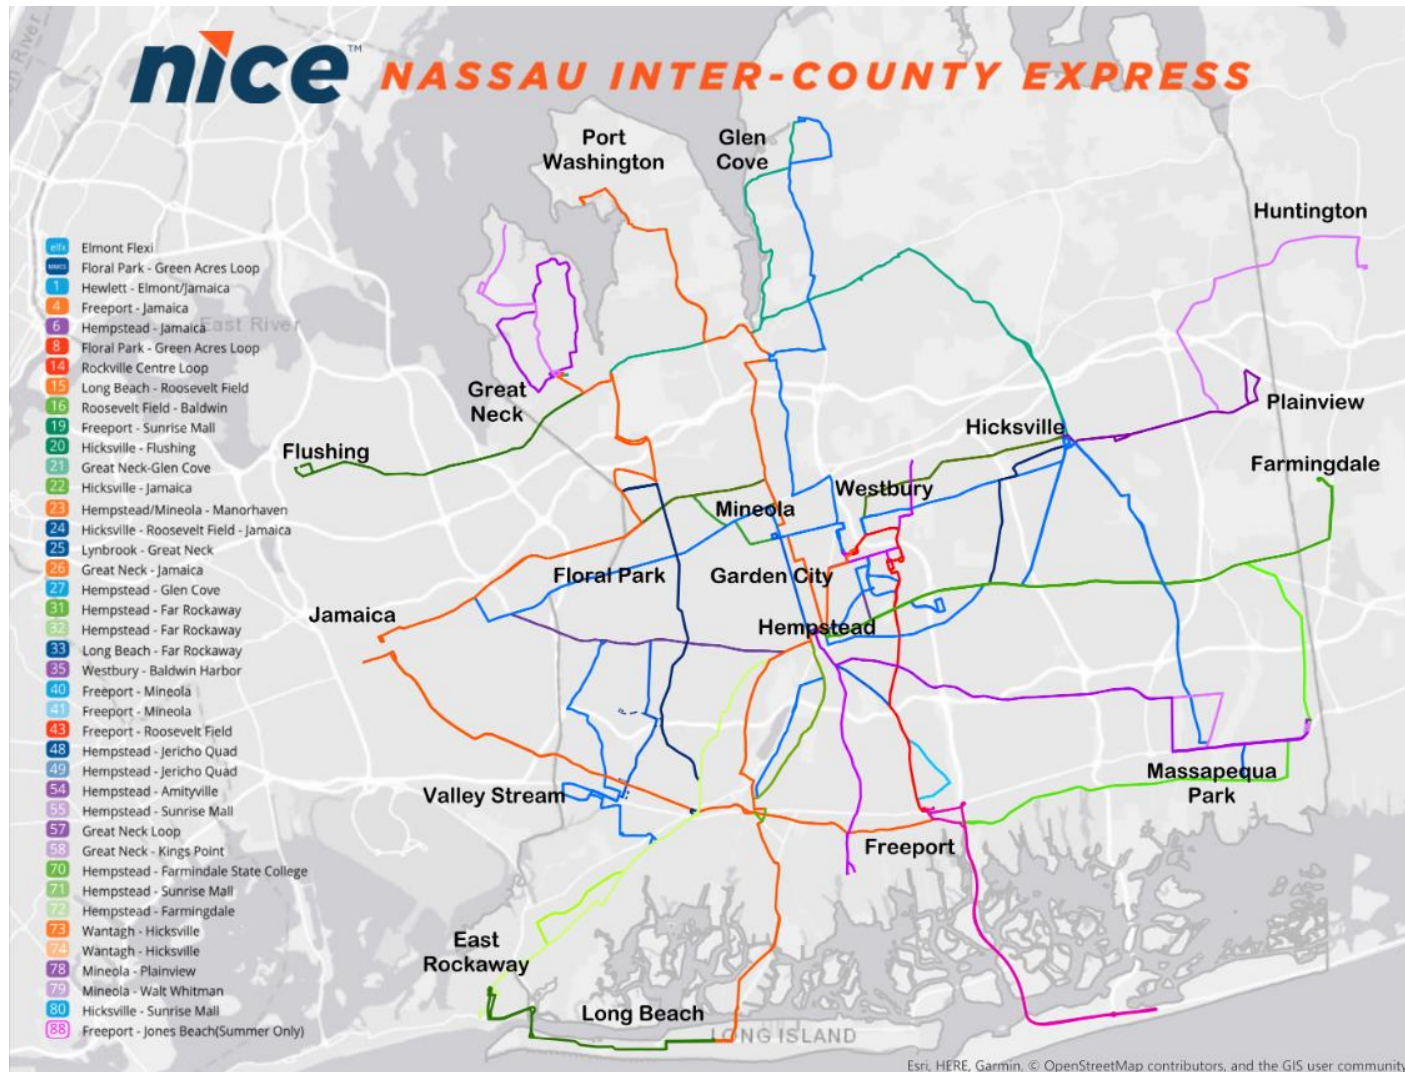 nice™ NASSAU INTER-COUNTY EXPRESS
Port
Washington
Glen
Cove
Huntington
elfx Elmont Flexi
Floral Park - Green Acres Loop
1 Hewlett - Elmont/Jamaica
4 Freeport - Jamaica
6 Hempstead - Jamaica
8 Floral Park - Green Acres Loop
14 Rockville Centre Loop
15 Long Beach - Roosevelt Field
16 Roosevelt Field - Baldwin
19 Freeport - Sunrise Mall
20 Hicksville - Flushing
21 Great Neck-Glen Cove
22 Hicksville - Jamaica
23 Hempstead/Mineola - Manorhaven
24 Hicksville - Roosevelt Field - Jamaica
25 Lynbrook - Great Neck
26 Great Neck - Jamaica
27 Hempstead - Glen Cove
31 Hempstead - Far Rockaway
32 Hempstead - Far Rockaway
33 Long Beach - Far Rockaway
35 Westbury - Baldwin Harbor
40 Freeport - Mineola
41 Freeport - Mineola
43 Freeport - Roosevelt Field
48 Hempstead - Jericho Quad
49 Hempstead - Jericho Quad
54 Hempstead - Amityville
55 Hempstead - Sunrise Mall
57 Great Neck Loop
58 Great Neck - Kings Point
70 Hempstead - Farmindale State College
71 Hempstead - Sunrise Mall
72 Hempstead - Farmingdale
73 Wantagh - Hicksville
74 Wantagh - Hicksville
78 Mineola - Plainview
79 Mineola - Walt Whitman
80 Hicksville - Sunrise Mall
88 Freeport - Jones Beach(Summer Only)
River
East River
Great
Neck
Plainview
Hicksville
Flushing
Farmingdale
Westbury
Mineola
Floral Park
Garden City
Jamaica
Hempstead
Massapequa
Park
Valley Stream
Freeport
East
Rockaway
Long Beach
LONG ISLAND
Esri, HERE, Garmin, © OpenStreetMap contributors, and the GIS user community